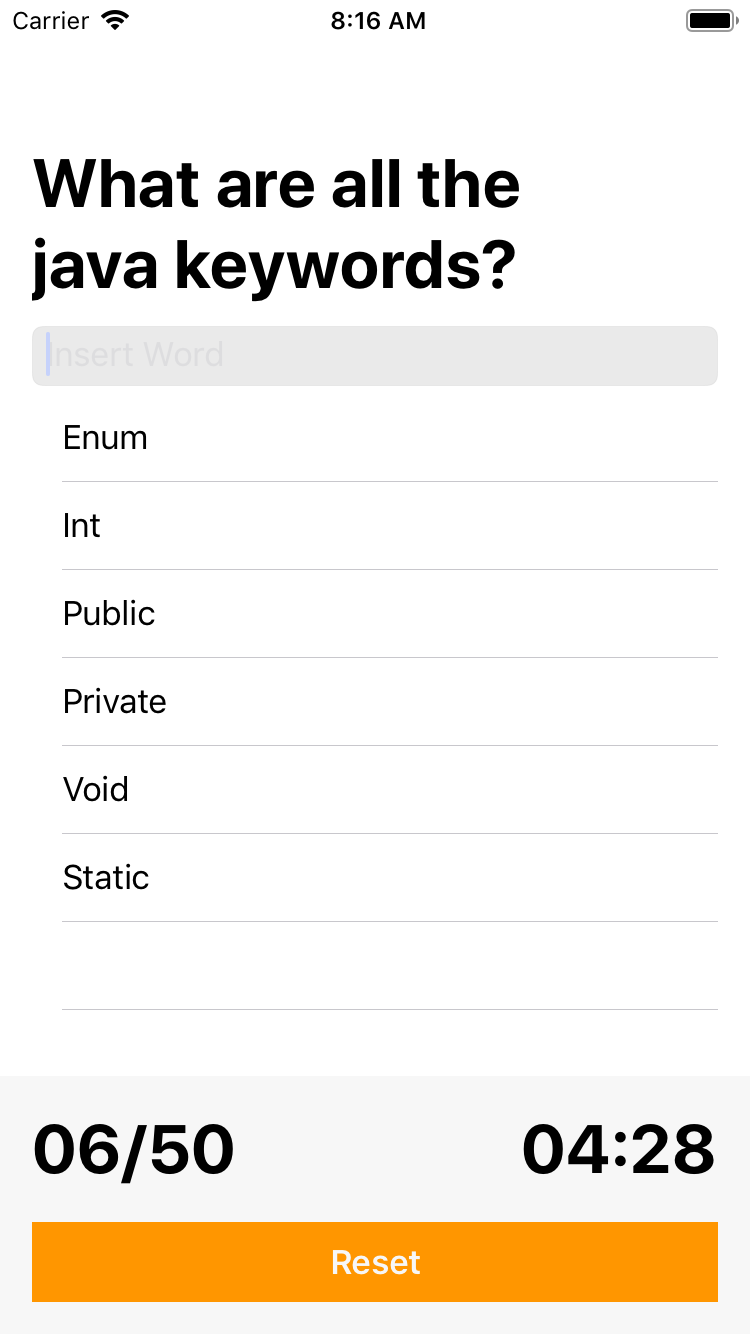 Carrier 8:16 AM
What are all the
java keywords?
Insert Word
Enum
Int
Public
Private
Void
Static
06/50 04:28
Reset